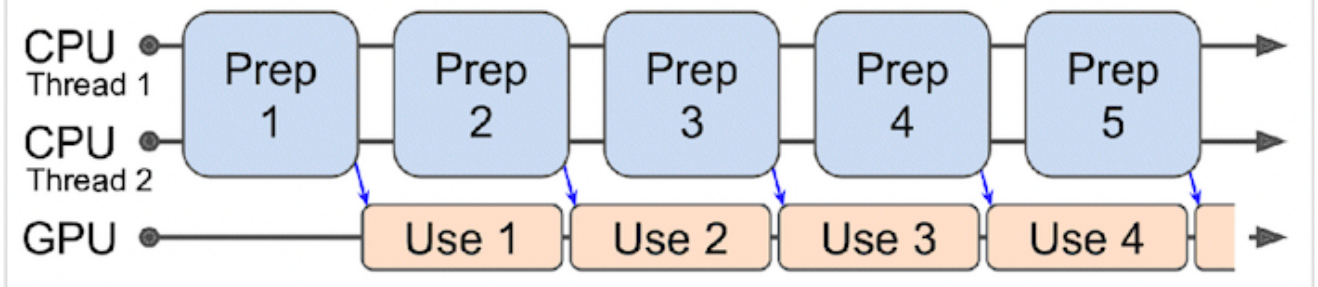 CPU
Thread 1
Prep
1
Prep
2
Prep
3
Prep
4
Prep
5
CPU
Thread 2
GPU
Use 1
Use 2
Use 3
Use 4